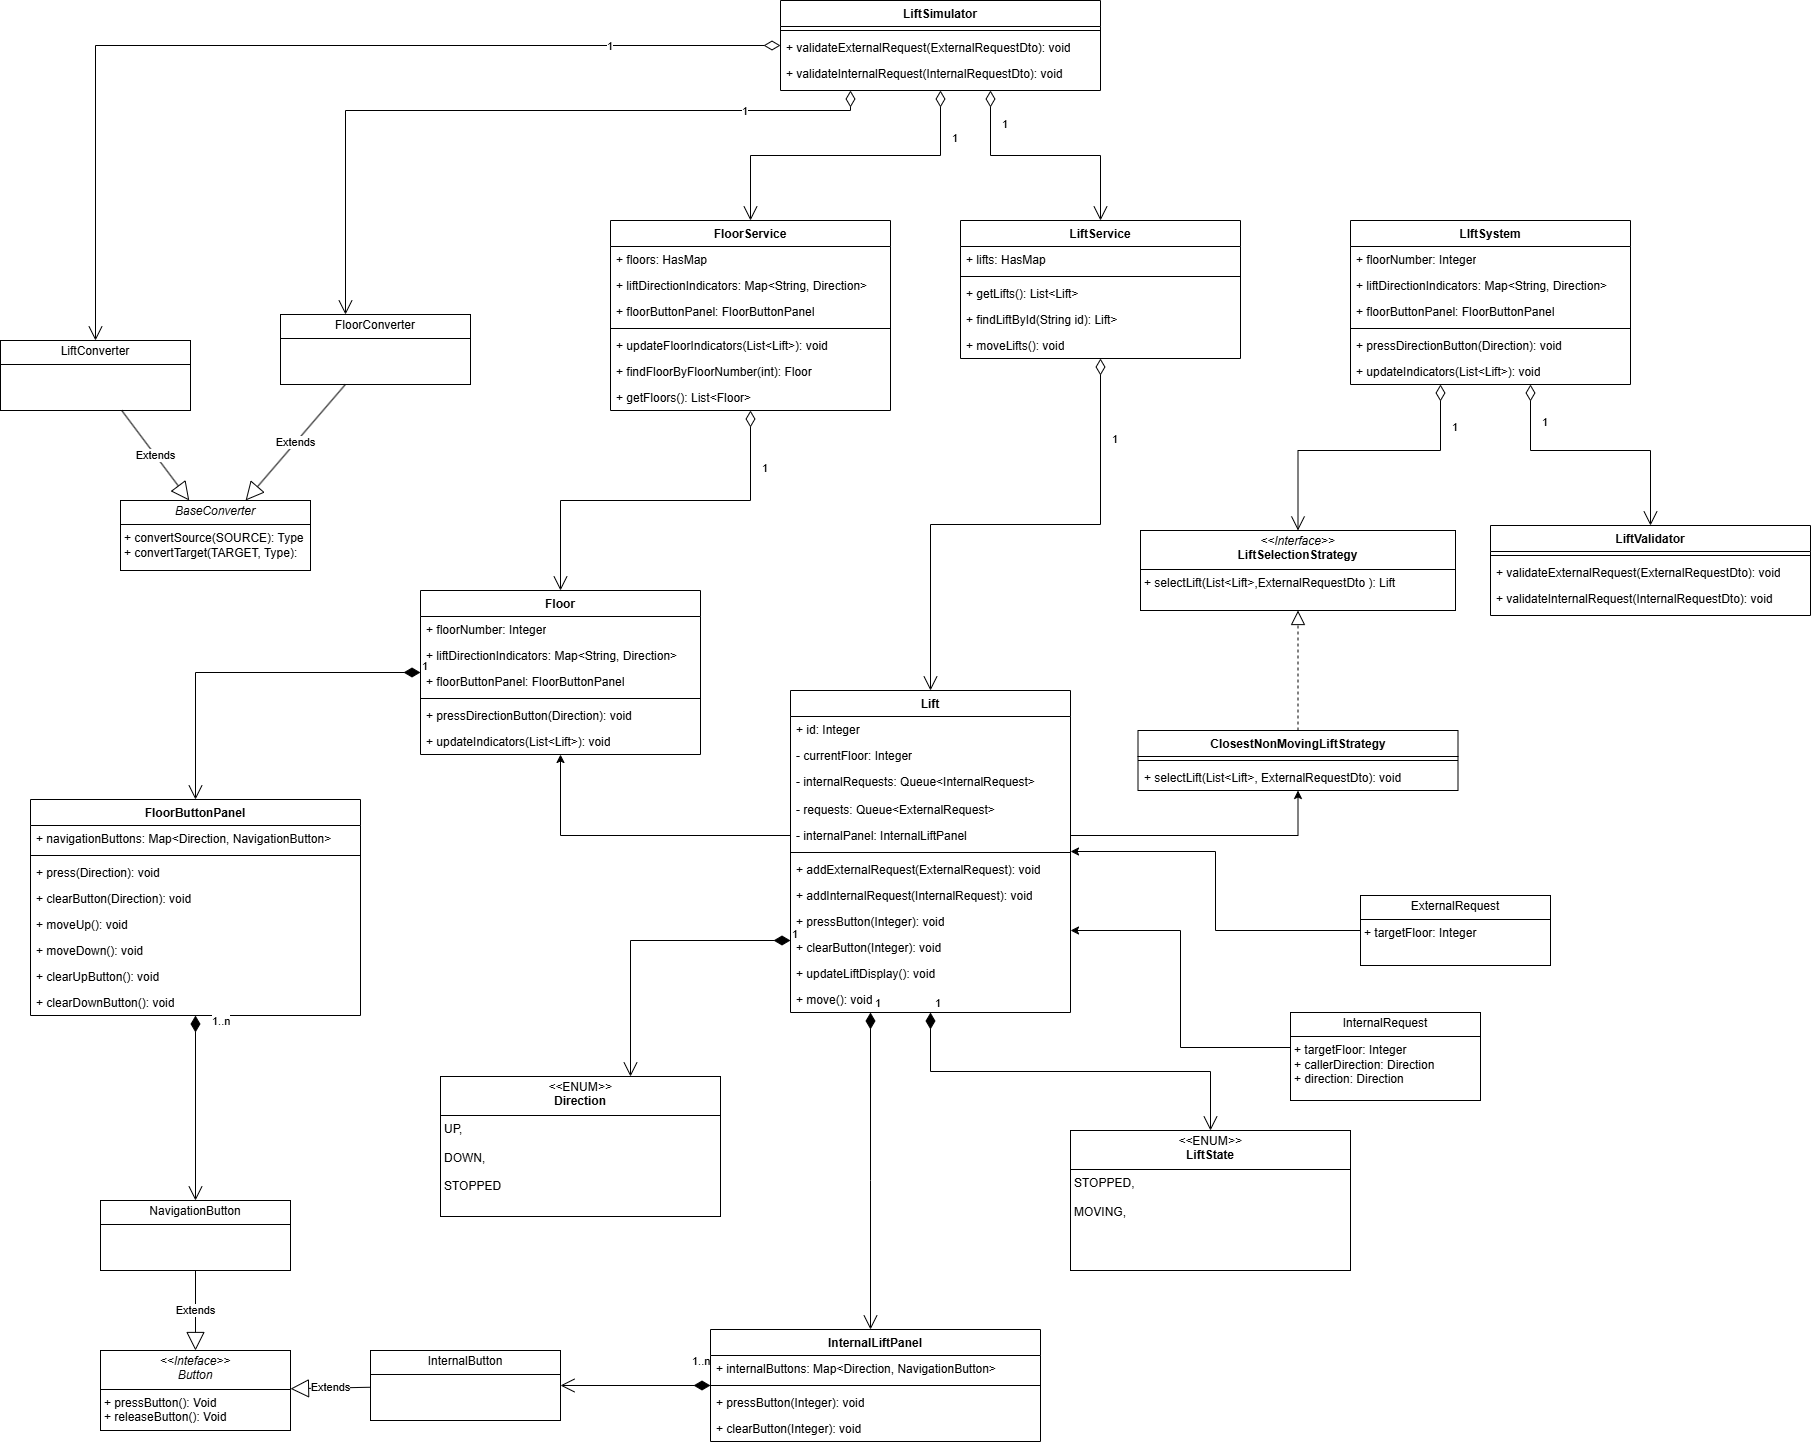 LiftSimulator
+ validateExternalRequest(ExternalRequestDto): void
+ validateInternalRequest(InternalRequestDto): void
1
1
1
1
FloorService
+ floors: HasMap
+ liftDirectionIndicators: Map<String, Direction>
+ floorButtonPanel: FloorButtonPanel
+ updateFloorIndicators(List<Lift>): void
+ findFloorByFloorNumber(int): Floor
+ getFloors(): List<Floor>
1
LiftService
+ lifts: HasMap
+ getLifts(): List<Lift>
+ findLiftById(String id): Lift>
+ moveLifts(): void
1
LIftSystem
+ floorNumber: Integer
+ liftDirectionIndicators: Map<String, Direction>
+ floorButtonPanel: FloorButtonPanel
+ pressDirectionButton(Direction): void
+ updateIndicators(List<Lift>): void
1
1
LiftConverter
FloorConverter
Extends
Extends
BaseConverter
+ convertSource(SOURCE): Type
+ convertTarget(TARGET, Type):
<<Interface>>
LiftSelectionStrategy
+ selectLift(List<Lift>,ExternalRequestDto ): Lift
LiftValidator
+ validateExternalRequest(ExternalRequestDto): void
+ validateInternalRequest(InternalRequestDto): void
Floor
+ floorNumber: Integer
+ liftDirectionIndicators: Map<String, Direction>
1
+ floorButtonPanel: FloorButtonPanel
+ pressDirectionButton(Direction): void
+ updateIndicators(List<Lift>): void
Lift
+ id: Integer
- currentFloor: Integer
- internalRequests: Queue<InternalRequest>
- requests: Queue<ExternalRequest>
- internalPanel: InternalLiftPanel
+ addExternalRequest(ExternalRequest): void
+ addInternalRequest(InternalRequest): void
+ pressButton(Integer): void
1
+ clearButton(Integer): void
+ updateLiftDisplay(): void
+ move(): void
1
1
ClosestNonMovingLiftStrategy
+ selectLift(List<Lift>, ExternalRequestDto): void
FloorButtonPanel
+ navigationButtons: Map<Direction, NavigationButton>
+ press(Direction): void
+ clearButton(Direction): void
+ moveUp(): void
+ moveDown(): void
+ clearUpButton(): void
+ clearDownButton(): void
1..n
ExternalRequest
+ targetFloor: Integer
InternalRequest
+ targetFloor: Integer
+ callerDirection: Direction
+ direction: Direction
<<ENUM>>
Direction
UP,
DOWN,
STOPPED
<<ENUM>>
LiftState
STOPPED,
MOVING,
NavigationButton
Extends
<<Inteface>>
Button
+ pressButton(): Void
+ releaseButton(): Void
Extends
InternalButton
1..n
InternalLiftPanel
+ internalButtons: Map<Direction, NavigationButton>
+ pressButton(Integer): void
+ clearButton(Integer): void